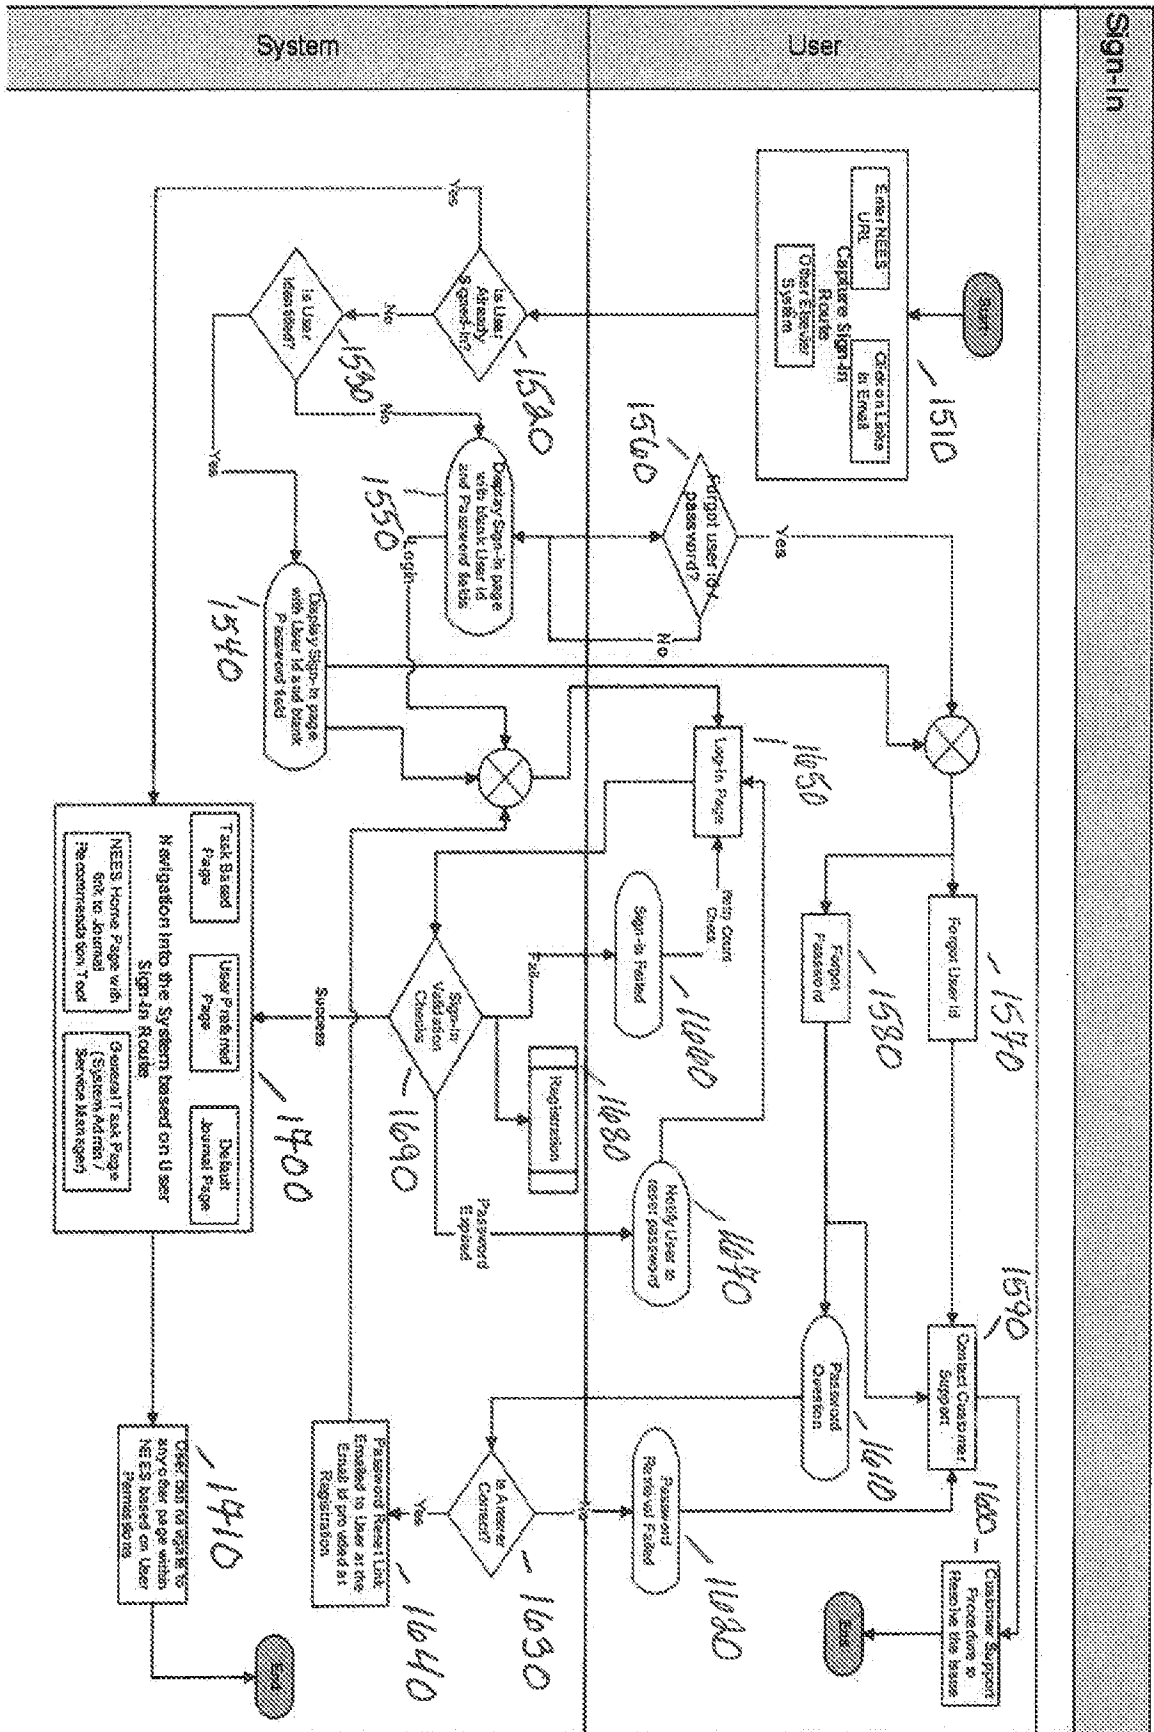 Sign-In
User
System
Start
1510
Enter NEES
URL
Click on Links
in Email
Capture Sign-In
Routs
Other Elsevier
System
Is User
Already
Signed-In?
1520
Yes
No
Is User
Identified?
1530
No
Yes
Display Sign-in page
with blank User Id
and Password fields
1550
Login
Display Sign-in page
with User Id and blank
Password field
1540
1560
Forgot user id /
password?
Yes
No
Log-In Page
1650
Forgot User Id
1570
Forgot
Password
1580
Retry Count
Check
Sign-in Failed
1660
Fail
Sign-In
Validation
Checks
1690
Registration
1680
Password
Expired
Notify User to
reset password
1670
Success
1700
Task Based
Page
User Preferred
Page
Default
Journal Page
Navigation into the System based on User
Sign-in Route
NEES Home Page with
link to Journal
Recommendation Tool
General Task Page
(System Admin /
Service Manager)
1590
Contact Customer
Support
1600
Customer Support
Procedure to
Resolve the Issue
End
Password
Question
1610
Password
Retrieval Failed
1620
Is Answer
Correct?
1630
No
Yes
Password Reset Link
Emailed to User at the
Email Id provided at
Registration
1640
1710
User can navigate to
any other page within
NEES based on User
Permissions
End